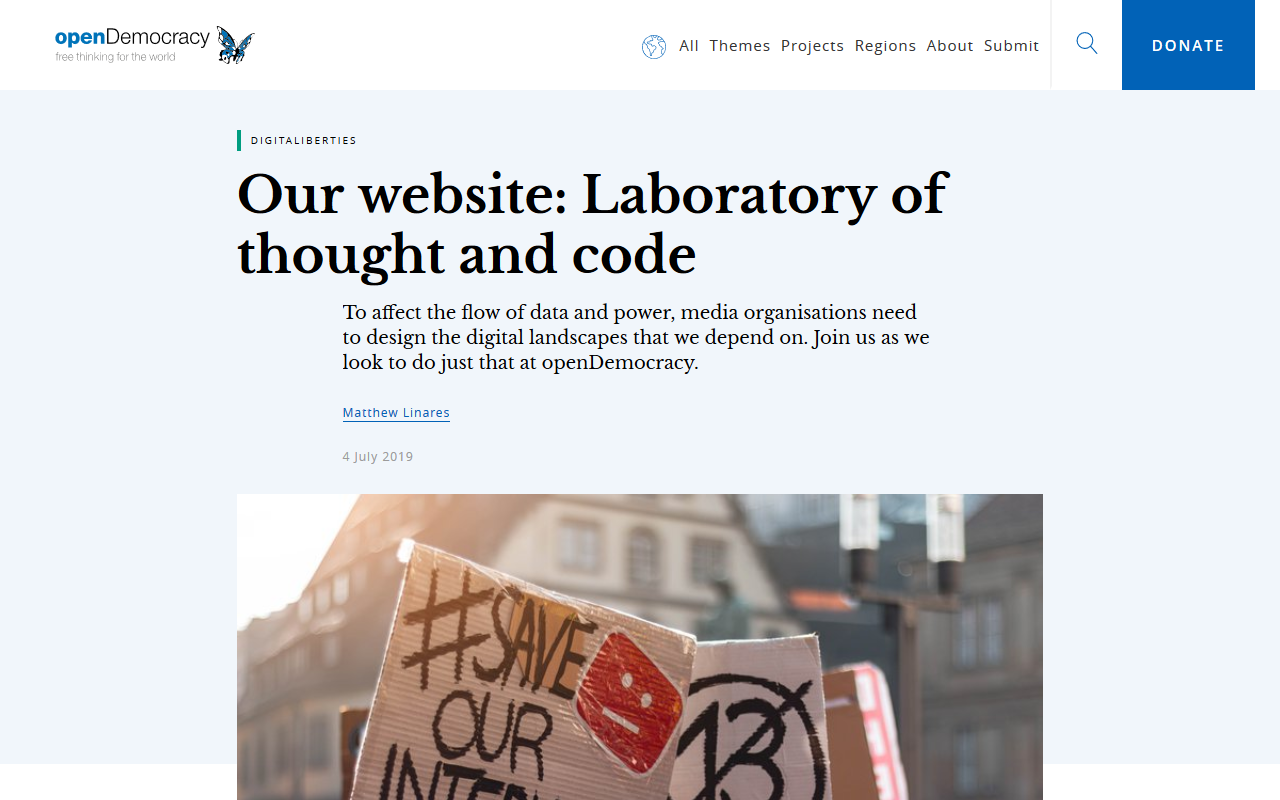 openDemocracy
free thinking for the world
All Themes Projects Regions About Submit
DONATE
DIGITALIBERTIES
Our website: Laboratory of
thought and code
To affect the flow of data and power, media organisations need
to design the digital landscapes that we depend on. Join us as we
look to do just that at openDemocracy.
Matthew Linares
4 July 2019
#SAVE
OUR
13